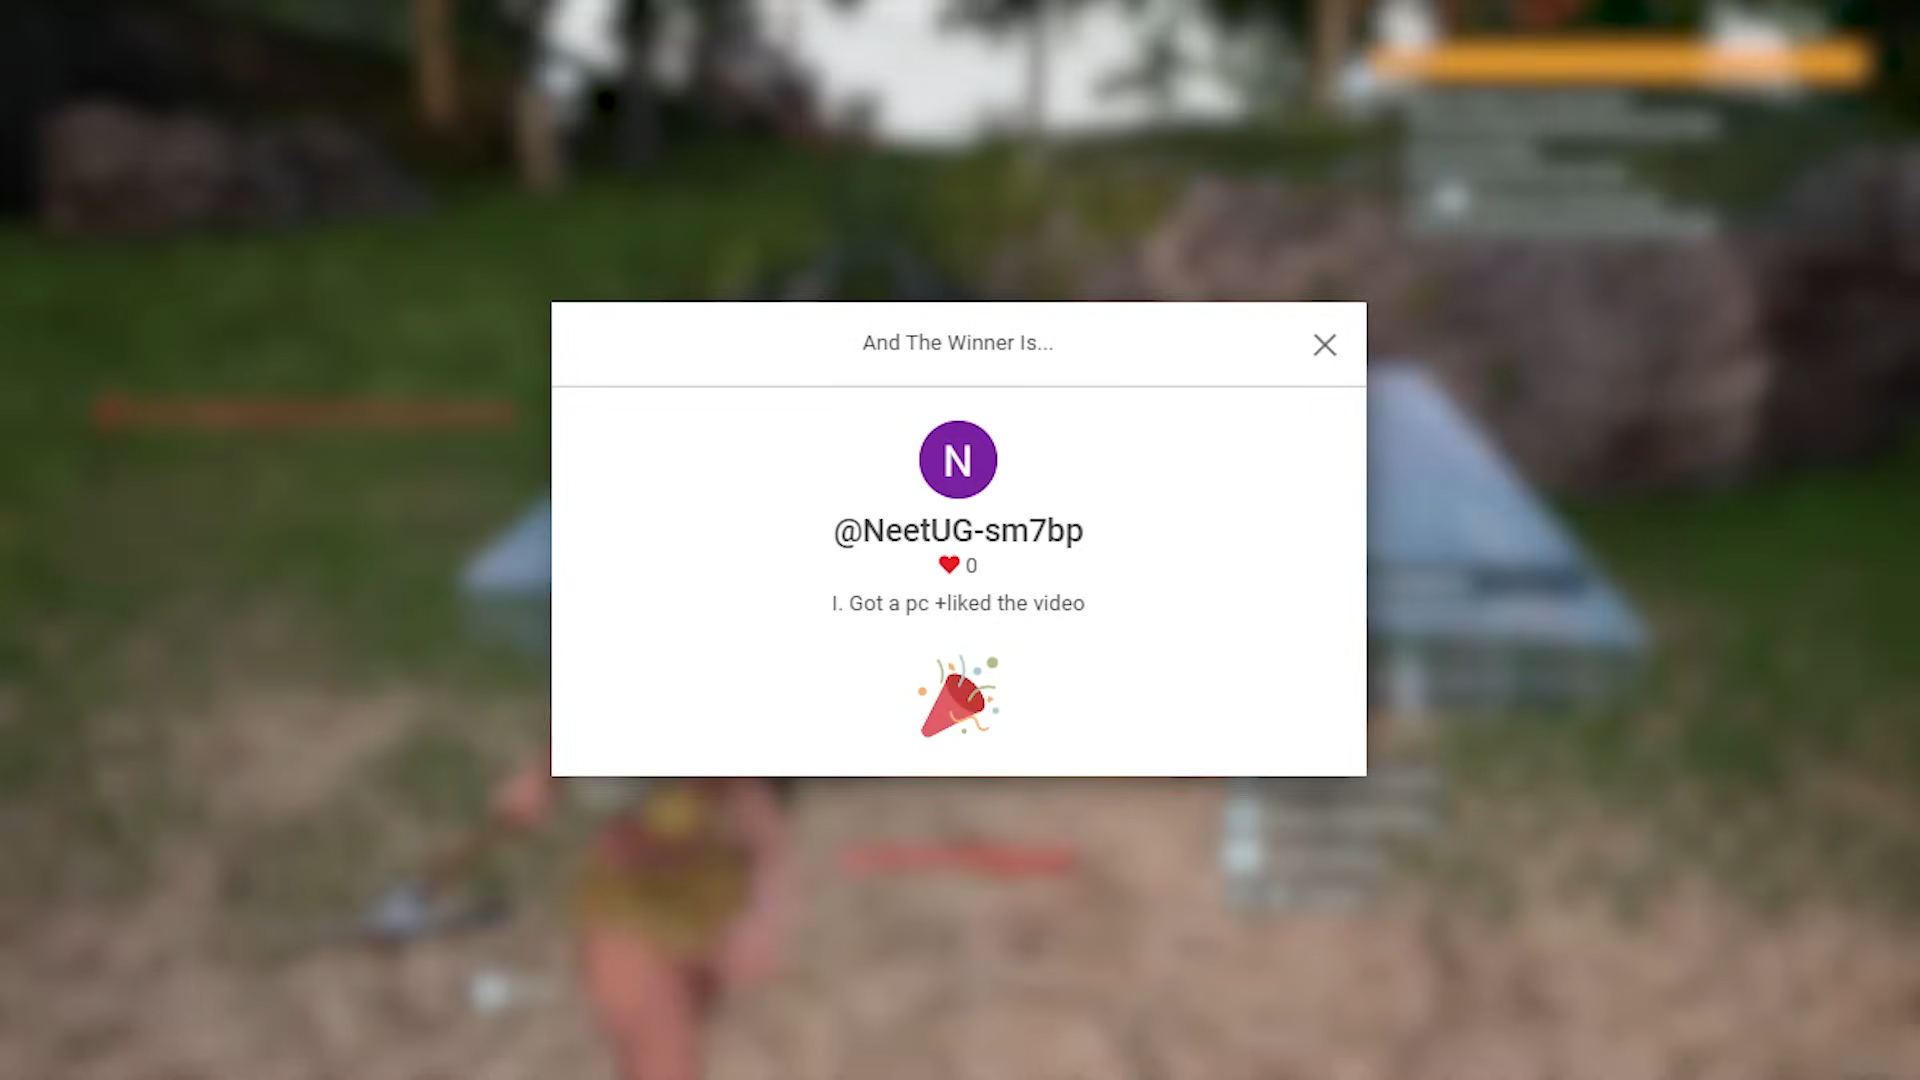 And The Winner Is...
N
@NeetUG-sm7bp
0
I. Got a pc +liked the video